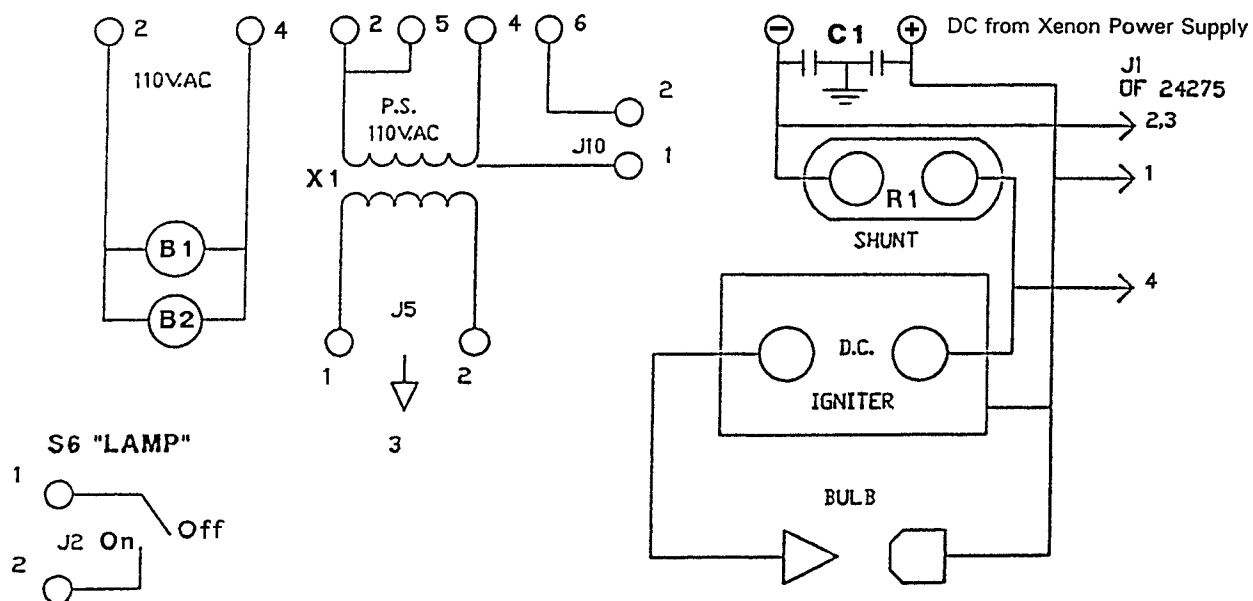 2 4 2 5 4 6 − C1 + DC from Xenon Power Supply
110V.AC
J1
OF 24275
P.S.
110V.AC
2
2,3
J10 1
X1
R1
1
SHUNT
B1
B2
J5
4
1 2
D.C.
IGNITER
3
S6 "LAMP"
1
Off
J2 On
2
BULB